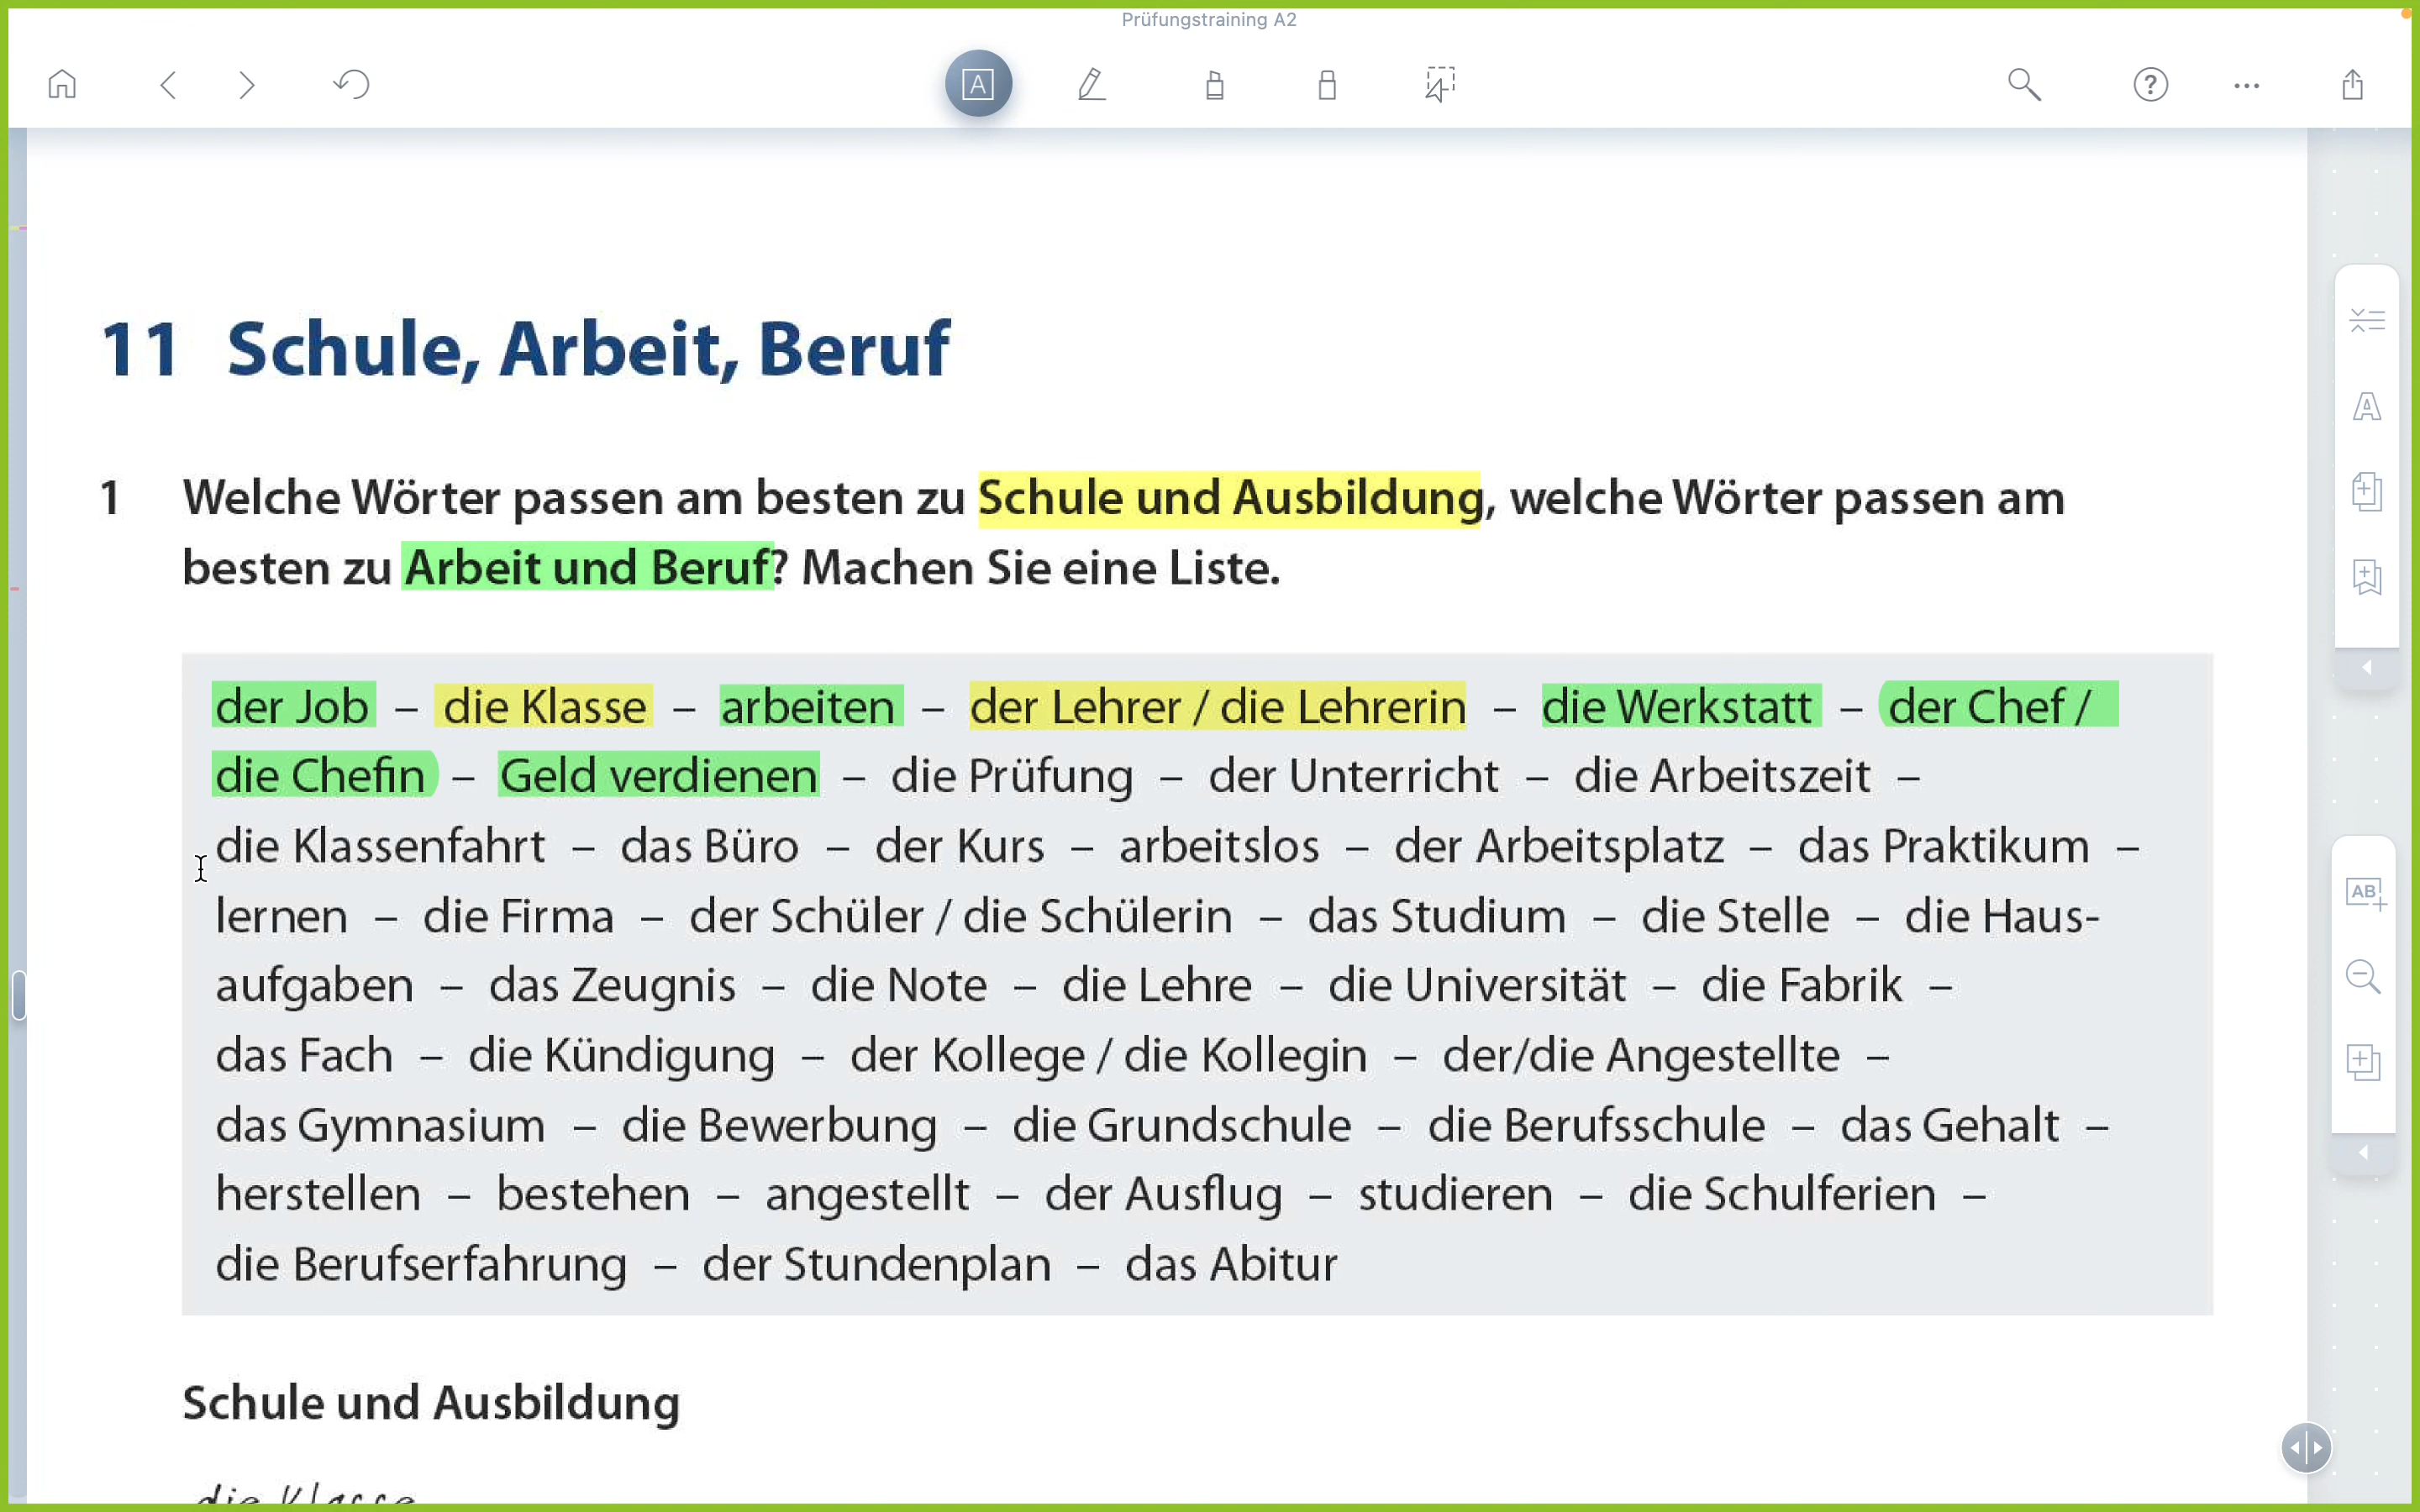 Prüfungstraining A2
11 Schule, Arbeit, Beruf
1 Welche Wörter passen am besten zu Schule und Ausbildung, welche Wörter passen am
besten zu Arbeit und Beruf? Machen Sie eine Liste.
der Job – die Klasse – arbeiten – der Lehrer / die Lehrerin – die Werkstatt – der Chef /
die Chefin – Geld verdienen – die Prüfung – der Unterricht – die Arbeitszeit –
die Klassenfahrt – das Büro – der Kurs – arbeitslos – der Arbeitsplatz – das Praktikum –
lernen – die Firma – der Schüler / die Schülerin – das Studium – die Stelle – die Haus-
aufgaben – das Zeugnis – die Note – die Lehre – die Universität – die Fabrik –
das Fach – die Kündigung – der Kollege / die Kollegin – der/die Angestellte –
das Gymnasium – die Bewerbung – die Grundschule – die Berufsschule – das Gehalt –
herstellen – bestehen – angestellt – der Ausflug – studieren – die Schulferien –
die Berufserfahrung – der Stundenplan – das Abitur
Schule und Ausbildung
die Klasse